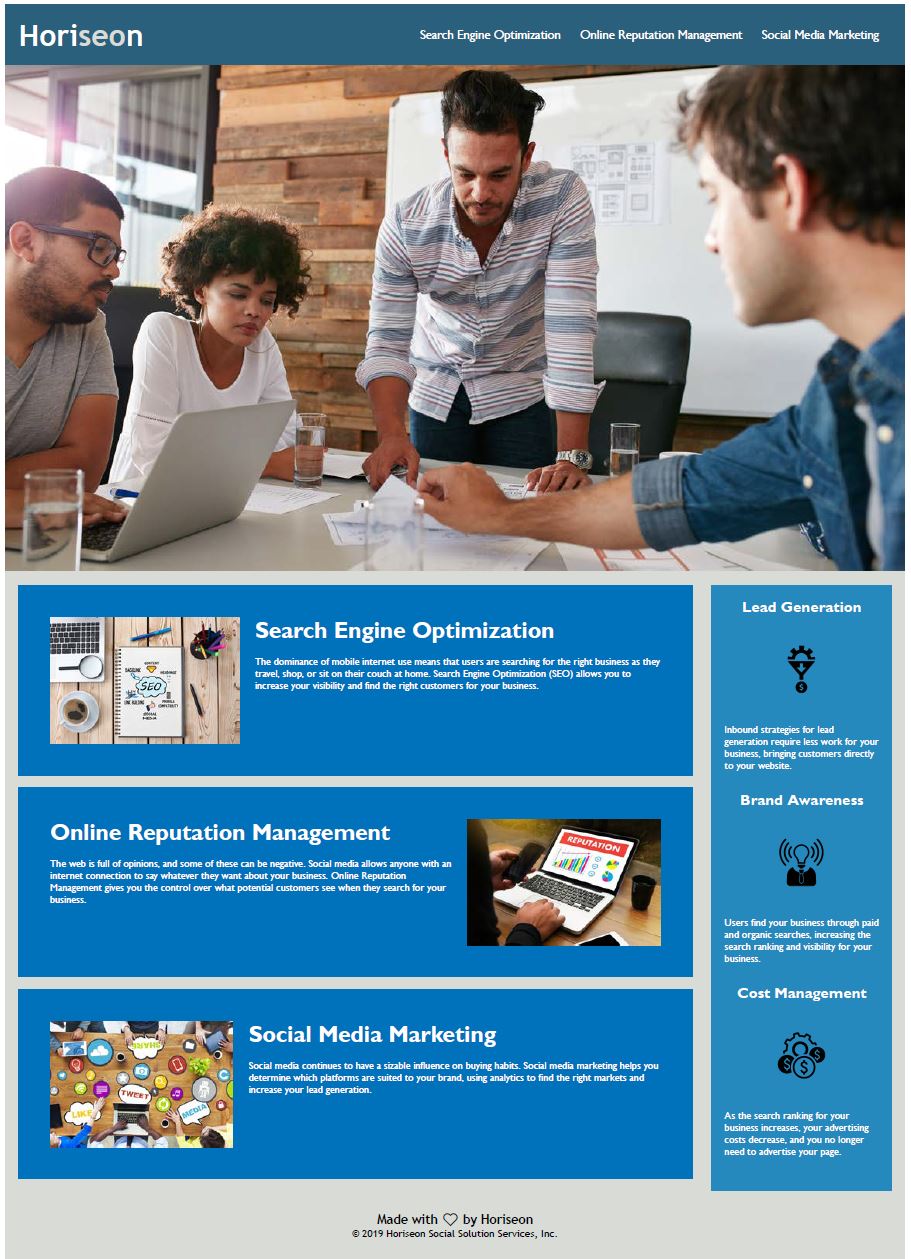 Horiseon
Search Engine Optimization Online Reputation Management Social Media Marketing
Search Engine Optimization
The dominance of mobile internet use means that users are searching for the right business as they
travel, shop, or sit on their couch at home. Search Engine Optimization (SEO) allows you to
increase your visibility and find the right customers for your business.
CONTENT
BASELINE
SEO
LINK BUILDING
SOCIAL
MEDIA
Online Reputation Management
The web is full of opinions, and some of these can be negative. Social media allows anyone with an
internet connection to say whatever they want about your business. Online Reputation
Management gives you the control over what potential customers see when they search for your
business.
REPUTATION
Social Media Marketing
Social media continues to have a sizable influence on buying habits. Social media marketing helps you
determine which platforms are suited to your brand, using analytics to find the right markets and
increase your lead generation.
SHARE
TWEET
LIKE
MEDIA
Lead Generation
$
Inbound strategies for lead
generation require less work for your
business, bringing customers directly
to your website.
Brand Awareness
Users find your business through paid
and organic searches, increasing the
search ranking and visibility for your
business.
Cost Management
$ $ $
As the search ranking for your
business increases, your advertising
costs decrease, and you no longer
need to advertise your page.
Made with ♡ by Horiseon
© 2019 Horiseon Social Solution Services, Inc.